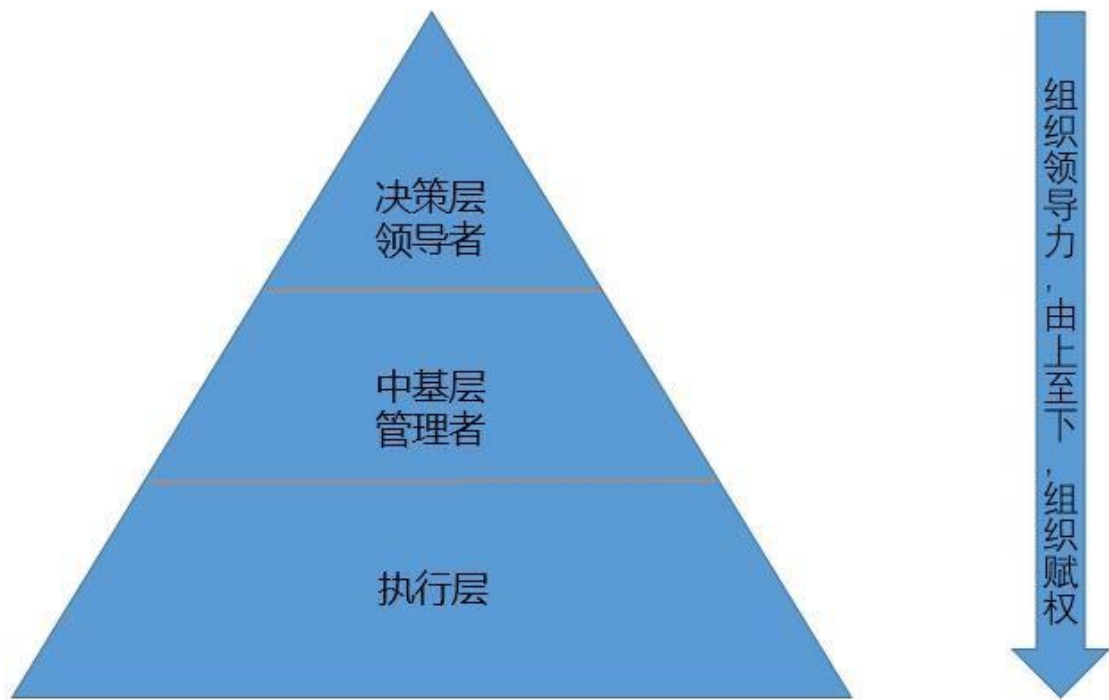 决策层
领导者
中基层
管理者
执行层
组织领导力,由上至下,组织赋权